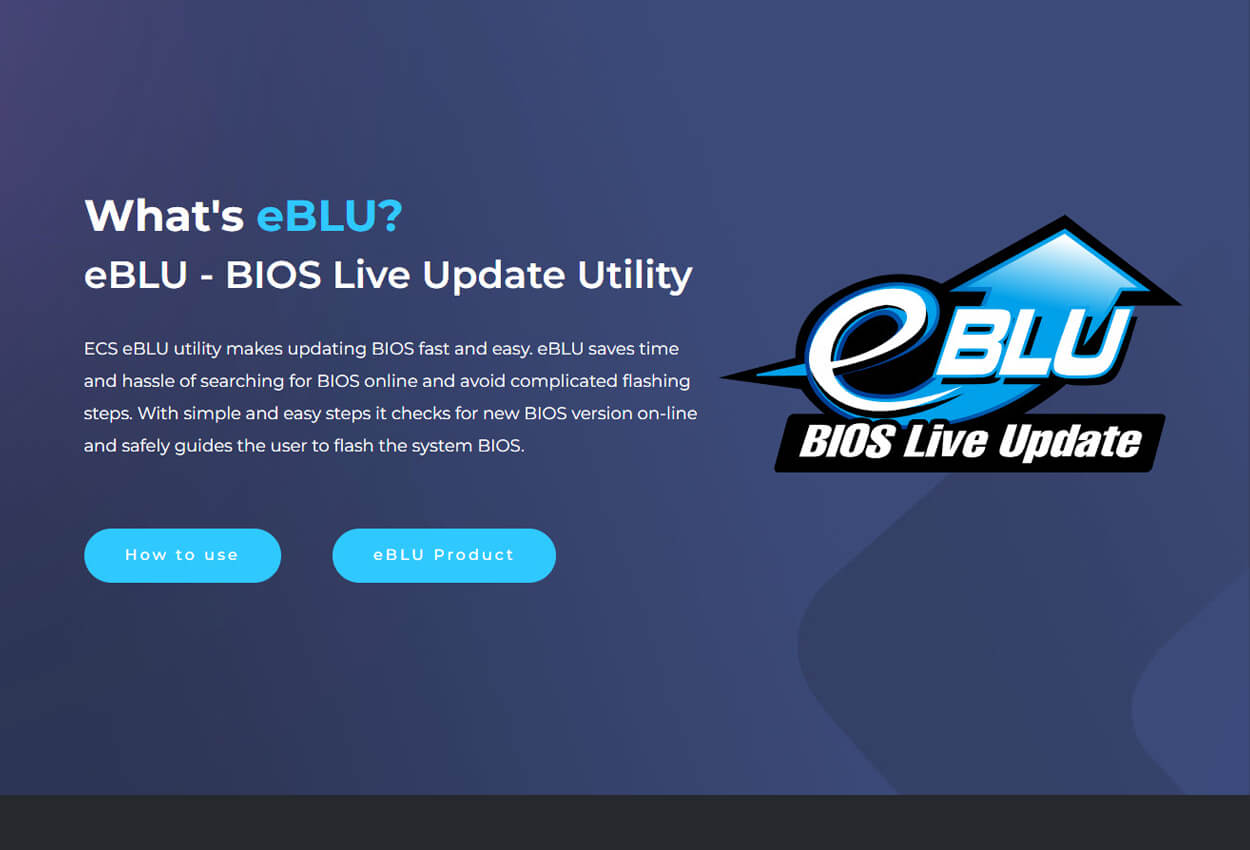 What's eBLU?
eBLU - BIOS Live Update Utility
ECS eBLU utility makes updating BIOS fast and easy. eBLU saves time
and hassle of searching for BIOS online and avoid complicated flashing
steps. With simple and easy steps it checks for new BIOS version on-line
and safely guides the user to flash the system BIOS.
How to use
eBLU Product
eBLU
BIOS Live Update